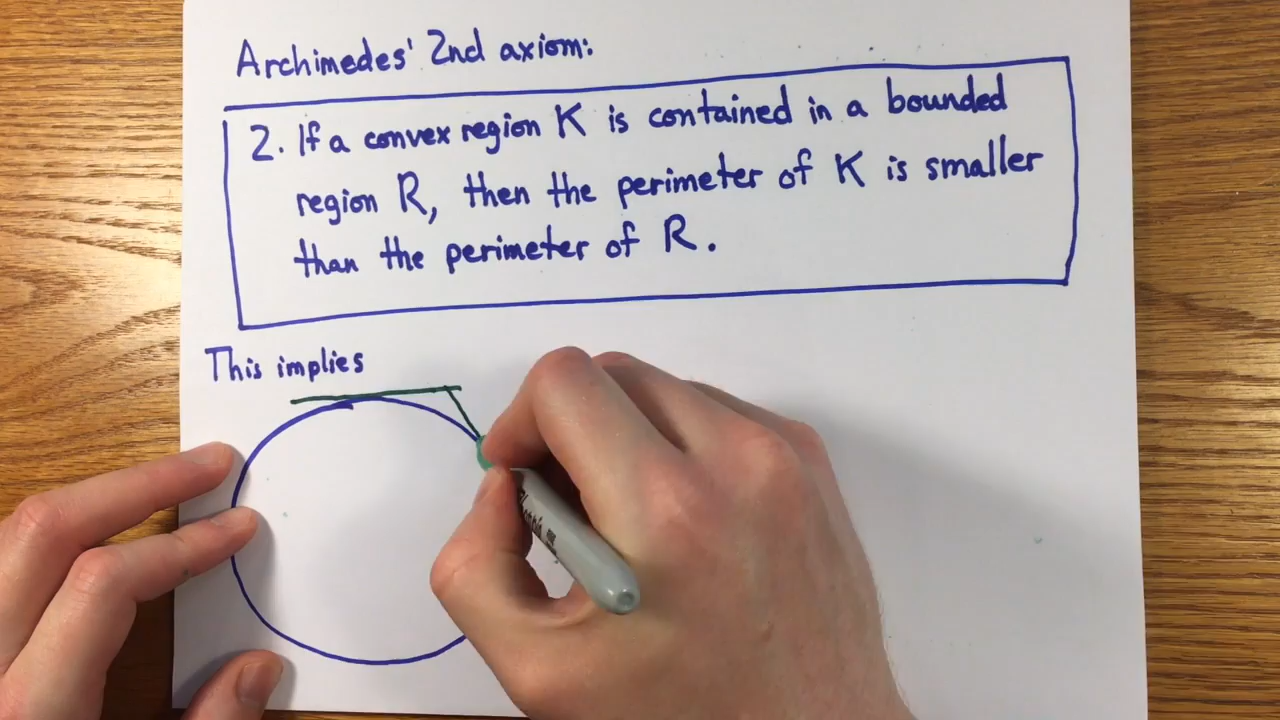 Archimedes' 2nd axiom:
2. If a convex region K is contained in a bounded
region R, then the perimeter of K is smaller
than the perimeter of R.
This implies